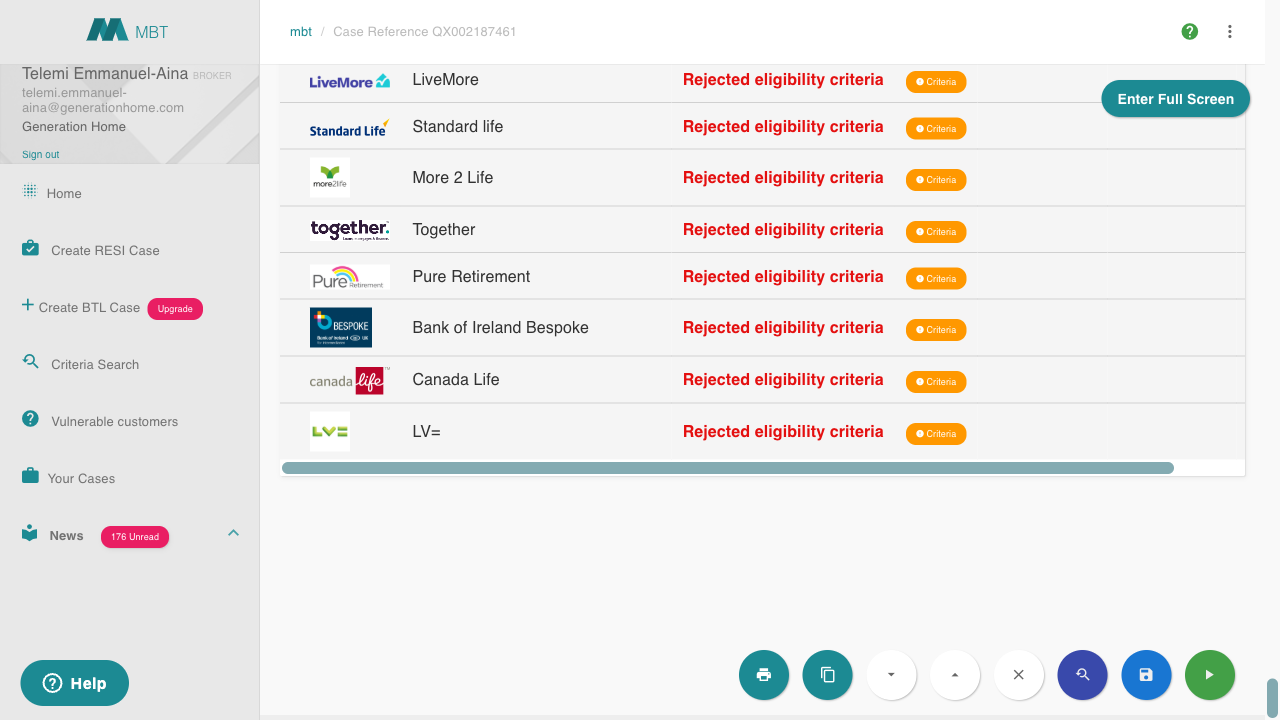 MBT
mbt / Case Reference QX002187461
Telemi Emmanuel-Aina BROKER
telemi.emmanuel-
aina@generationhome.com
Generation Home
Sign out
Home
Create RESI Case
Create BTL Case Upgrade
Criteria Search
Vulnerable customers
Your Cases
News 176 Unread
Help
Enter Full Screen
LiveMore LiveMore Rejected eligibility criteria Criteria
Standard Life Standard life Rejected eligibility criteria Criteria
more2life More 2 Life Rejected eligibility criteria Criteria
together. Together Rejected eligibility criteria Criteria
Pure Retirement Pure Retirement Rejected eligibility criteria Criteria
BESPOKE Bank of Ireland UK Bank of Ireland Bespoke Rejected eligibility criteria Criteria
canada life Canada Life Rejected eligibility criteria Criteria
LV= LV= Rejected eligibility criteria Criteria